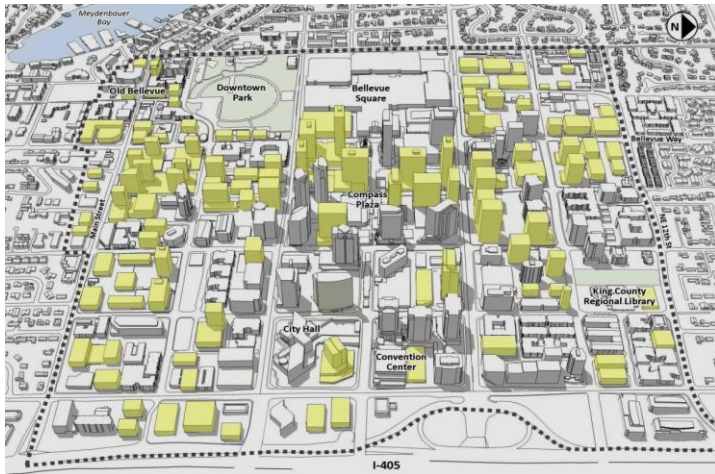 Meydenbauer
Bay
N
Old Bellevue
Downtown
Park
Bellevue
Square
Bellevue Way
Compass
Plaza
Main Street
NE 12th St
King County
Regional Library
City Hall
Convention
Center
I-405